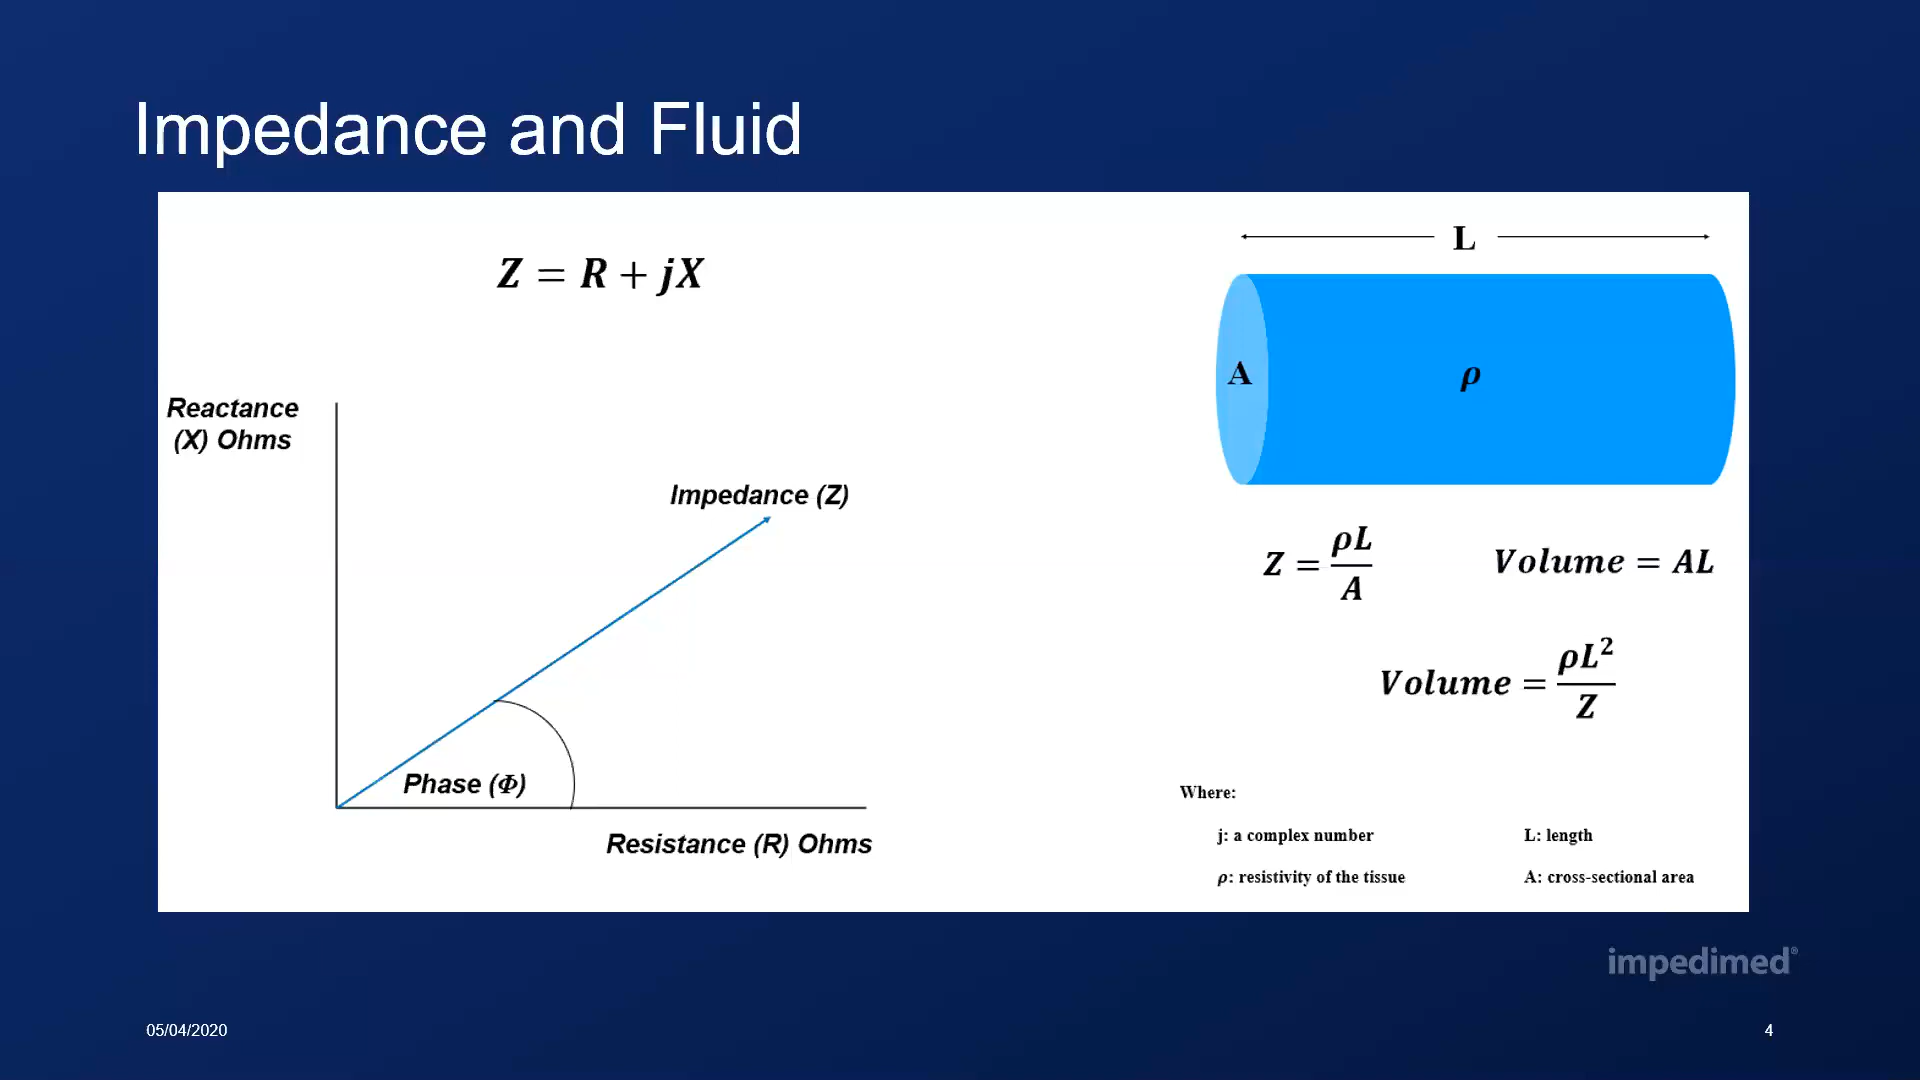 Impedance and Fluid
Z = R + jX
Reactance
(X) Ohms
Impedance (Z)
Phase (Φ)
Resistance (R) Ohms
L
A
ρ
Z = ρL/A
Volume = AL
Volume = ρL²/Z
Where:
j: a complex number
L: length
ρ: resistivity of the tissue
A: cross-sectional area
impedimed®
05/04/2020
4